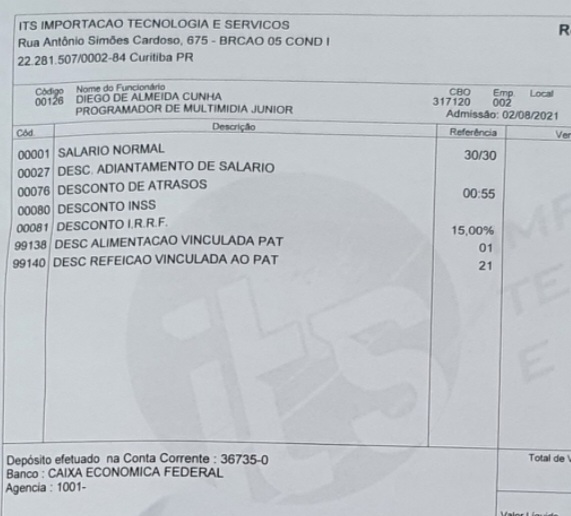 ITS IMPORTACAO TECNOLOGIA E SERVICOS
Rua Antônio Simões Cardoso, 675 - BRCAO 05 COND I
22.281.507/0002-84 Curitiba PR
Código Nome do Funcionário CBO Emp. Local
00126 DIEGO DE ALMEIDA CUNHA 317120 002
PROGRAMADOR DE MULTIMIDIA JUNIOR Admissão: 02/08/2021
Cód. Descrição Referência
00001 SALARIO NORMAL 30/30
00027 DESC. ADIANTAMENTO DE SALARIO
00076 DESCONTO DE ATRASOS 00:55
00080 DESCONTO INSS
00081 DESCONTO I.R.R.F. 15,00%
99138 DESC ALIMENTACAO VINCULADA PAT 01
99140 DESC REFEICAO VINCULADA AO PAT 21
its
TE
E
Depósito efetuado na Conta Corrente : 36735-0 Total de
Banco : CAIXA ECONOMICA FEDERAL
Agencia : 1001-
Valor Líquido